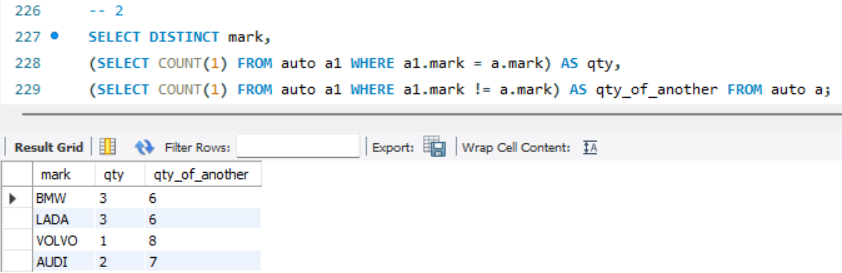 226 -- 2
227 SELECT DISTINCT mark,
228 (SELECT COUNT(1) FROM auto a1 WHERE a1.mark = a.mark) AS qty,
229 (SELECT COUNT(1) FROM auto a1 WHERE a1.mark != a.mark) AS qty_of_another FROM auto a;
Result Grid Filter Rows: Export: Wrap Cell Content: IA
mark qty qty_of_another
BMW 3 6
LADA 3 6
VOLVO 1 8
AUDI 2 7